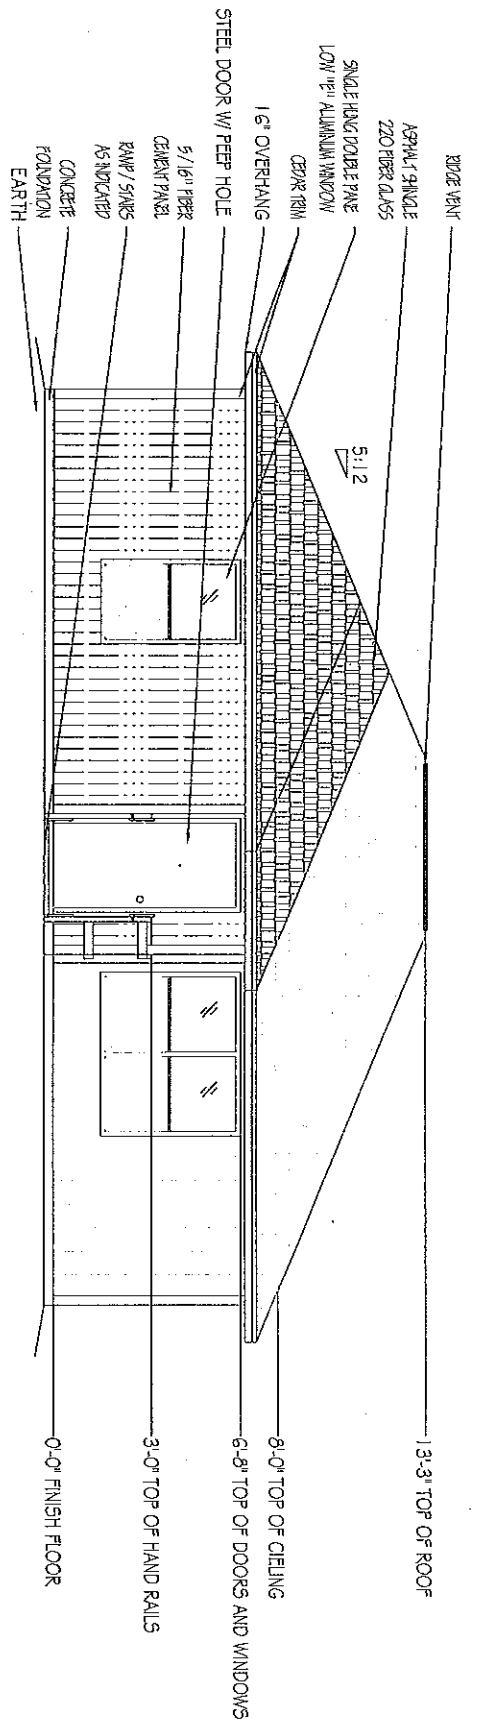 RIDGE VENT
ASPHALT SHINGLE
220 FIBER GLASS
SINGLE HUNG DOUBLE PANE
LOW "E" ALUMINUM WINDOW
CEDAR TRIM
16" OVERHANG
STEEL DOOR W/ PEEP HOLE
5/16" FIBER
CEMENT PANEL
RAMP / STAIRS
AS INDICATED
CONCRETE
FOUNDATION
EARTH
5:12
13'-3" TOP OF ROOF
8'-0" TOP OF CIELING
6'-8" TOP OF DOORS AND WINDOWS
3'-0" TOP OF HAND RAILS
0'-0" FINISH FLOOR